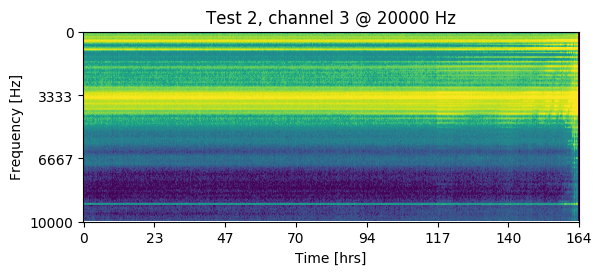 Test 2, channel 3 @ 20000 Hz
0
3333
6667
10000
Frequency [Hz]
0 23 47 70 94 117 140 164
Time [hrs]